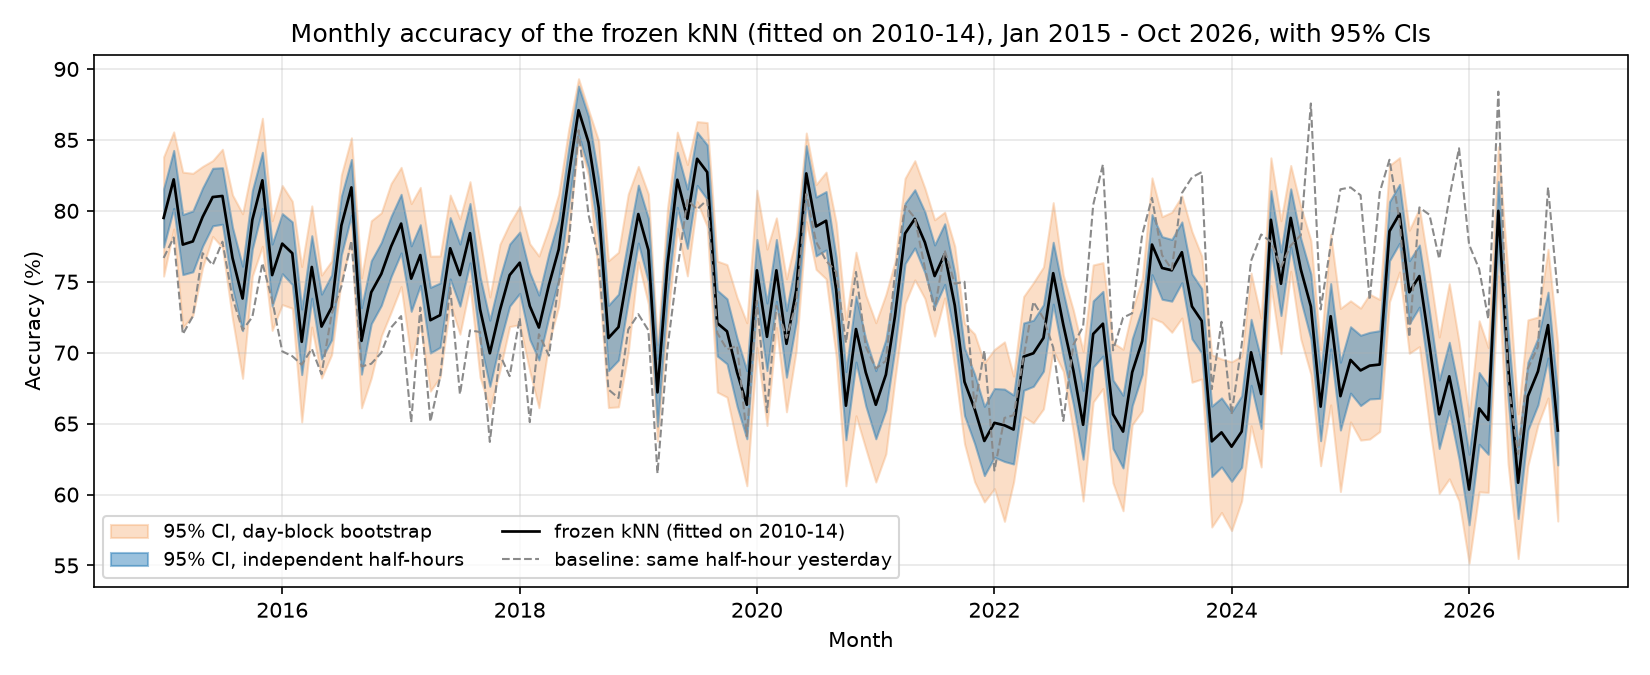 Monthly accuracy of the frozen kNN (fitted on 2010-14), Jan 2015 - Oct 2026, with 95% CIs
Accuracy (%)
90
85
80
75
70
65
60
55
95% CI, day-block bootstrap
95% CI, independent half-hours
frozen kNN (fitted on 2010-14)
baseline: same half-hour yesterday
2016 2018 2020 2022 2024 2026
Month